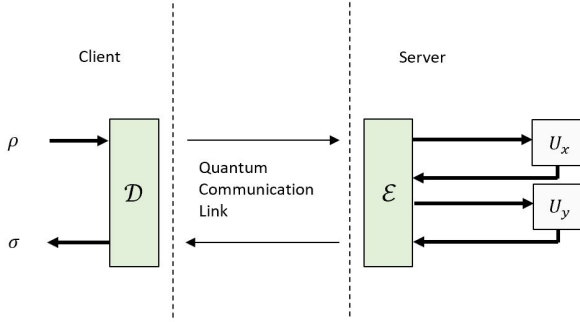 Client
Server
ρ
𝒟
Quantum
Communication
Link
ℰ
U_x
U_y
σ